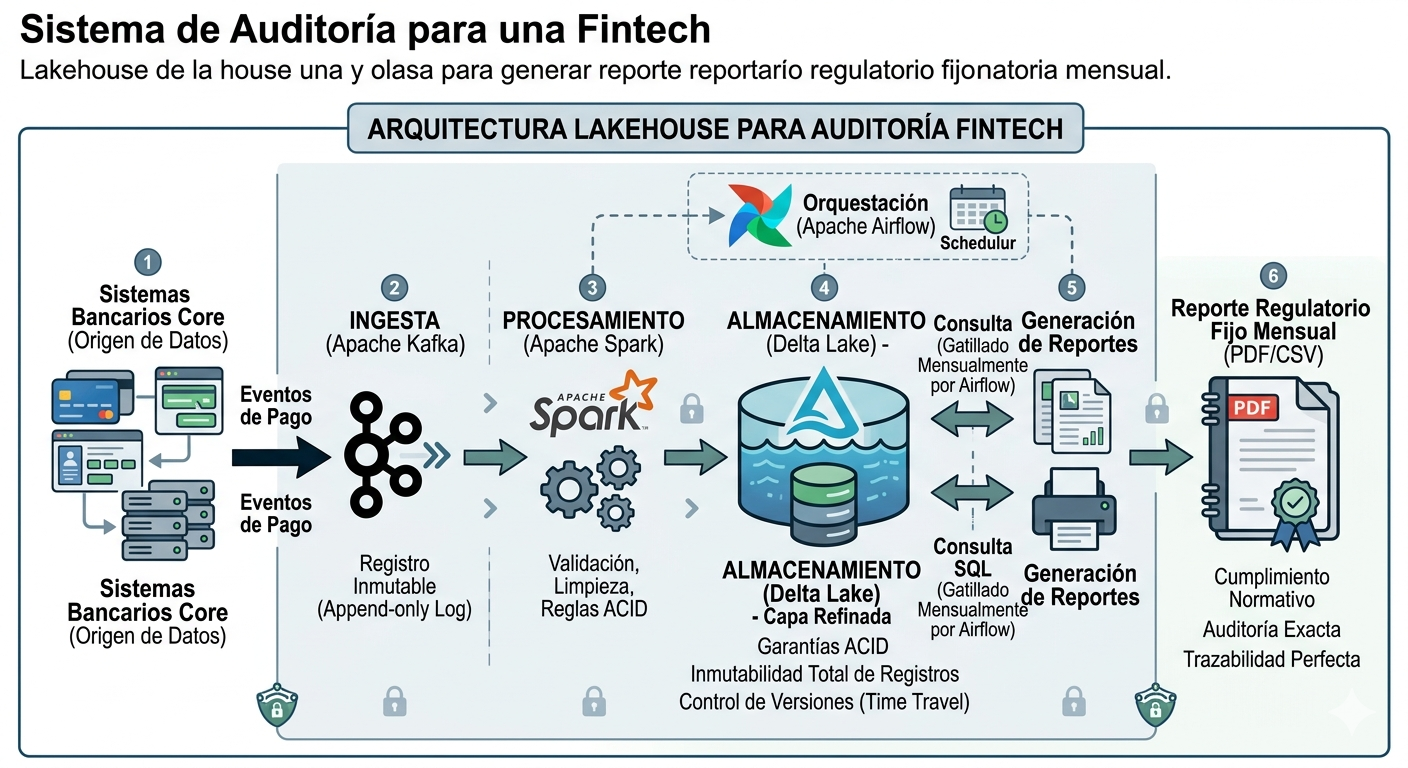 Sistema de Auditoría para una Fintech
Lakehouse de la house una y olasa para generar reporte reportarío regulatorio fijonatoria mensual.
ARQUITECTURA LAKEHOUSE PARA AUDITORÍA FINTECH
Orquestación
(Apache Airflow)
Schedulur
1
Sistemas
Bancarios Core
(Origen de Datos)
Eventos
de Pago
Eventos
de Pago
Sistemas
Bancarios Core
(Origen de Datos)
2
INGESTA
(Apache Kafka)
Registro
Inmutable
(Append-only Log)
3
PROCESAMIENTO
(Apache Spark)
APACHE
Spark™
Validación,
Limpieza,
Reglas ACID
4
ALMACENAMIENTO
(Delta Lake) -
ALMACENAMIENTO
(Delta Lake)
- Capa Refinada
Garantías ACID
Inmutabilidad Total de Registros
Control de Versiones (Time Travel)
Consulta
(Gatillado
Mensualmente
por Airflow)
Consulta
SQL
(Gatillado
Mensualmente
por Airflow)
5
Generación
de Reportes
Generación
de Reportes
6
Reporte Regulatorio
Fijo Mensual
(PDF/CSV)
PDF
Cumplimiento
Normativo
Auditoría Exacta
Trazabilidad Perfecta